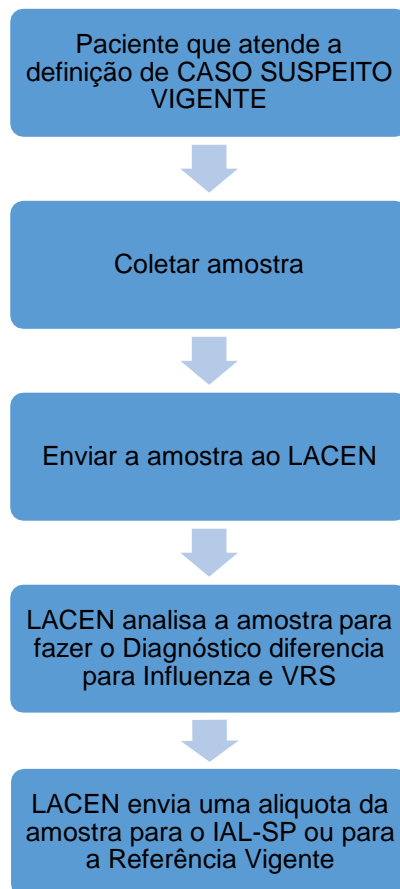 Paciente que atende a
definição de CASO SUSPEITO
VIGENTE
Coletar amostra
Enviar a amostra ao LACEN
LACEN analisa a amostra para
fazer o Diagnóstico diferencia
para Influenza e VRS
LACEN envia uma aliquota da
amostra para o IAL-SP ou para
a Referência Vigente